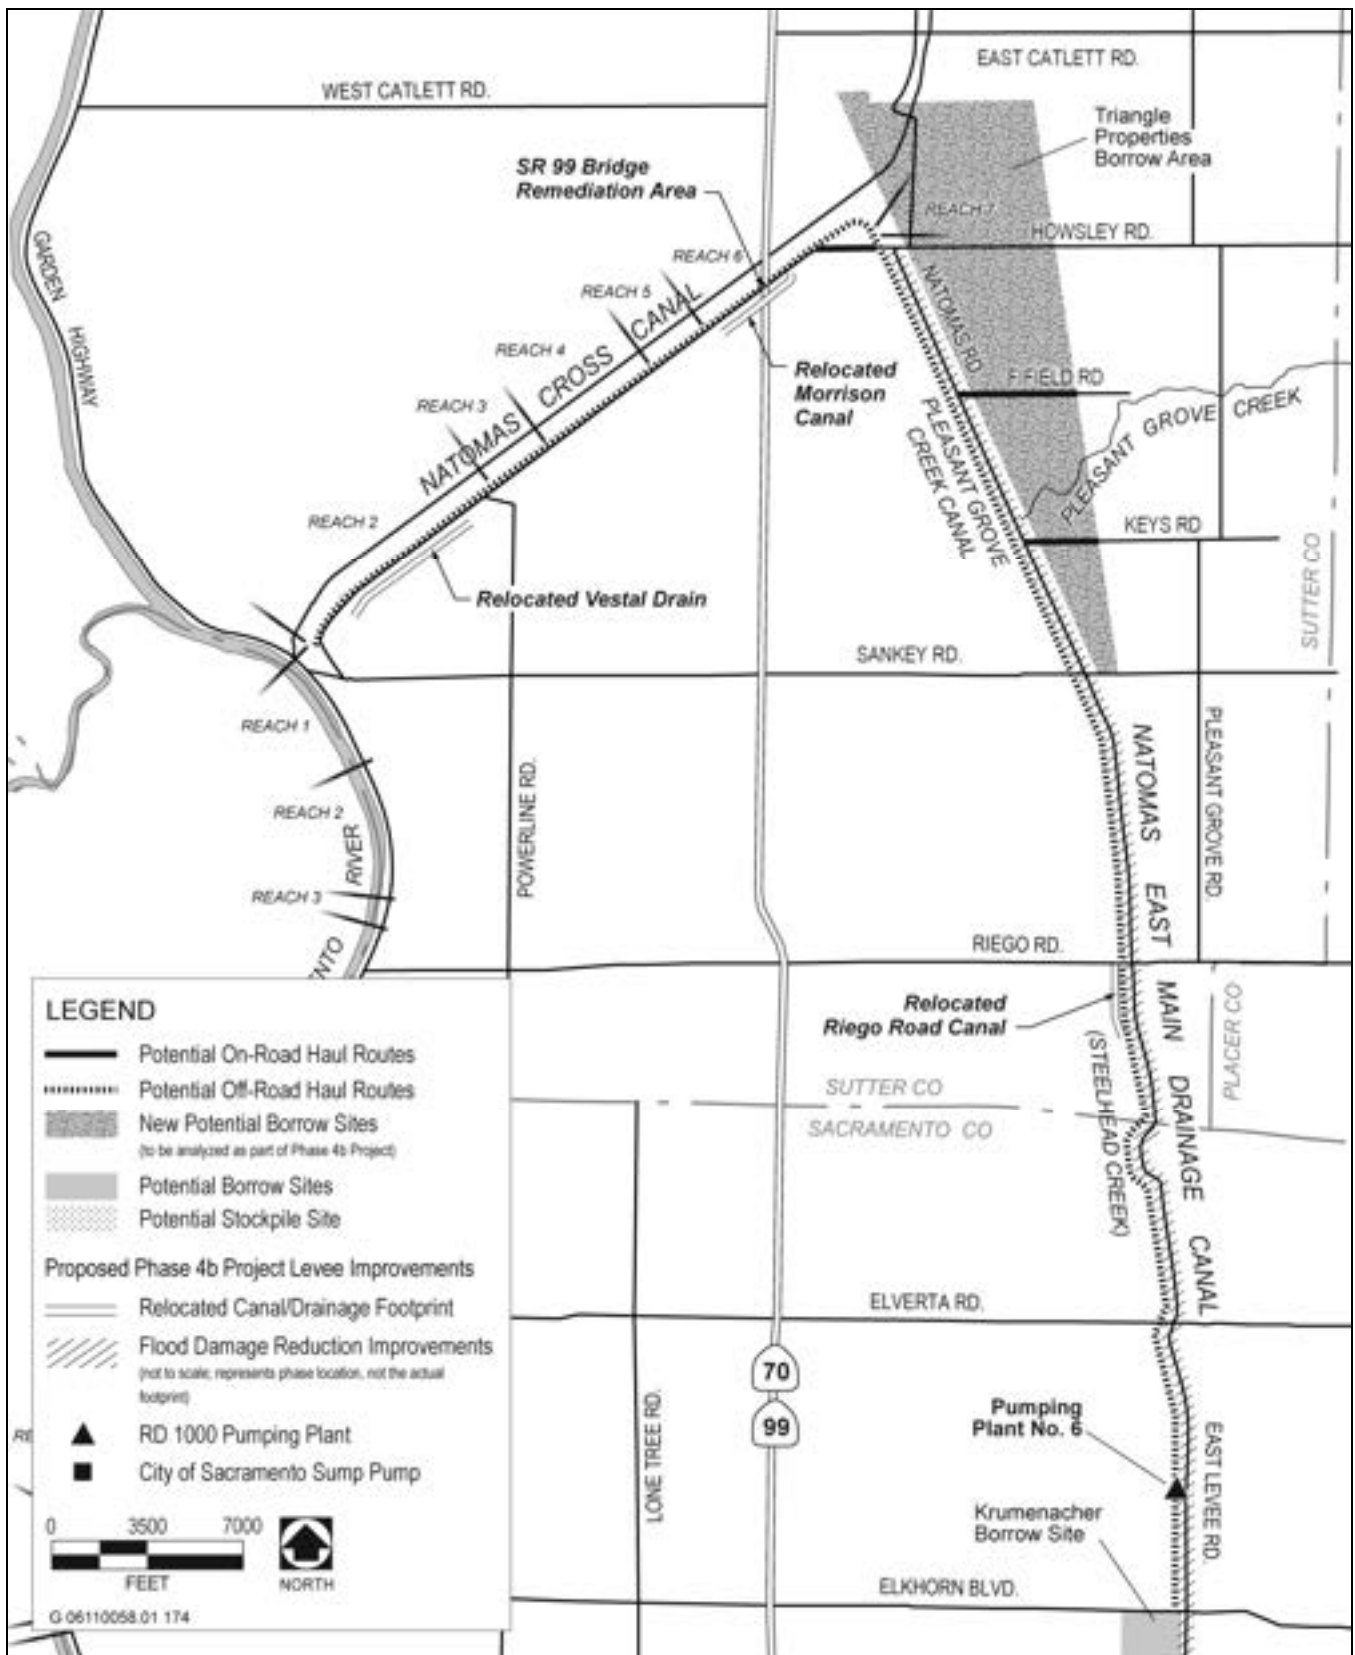 EAST CATLETT RD.
WEST CATLETT RD.
Triangle
Properties
Borrow Area
SR 99 Bridge
Remediation Area
REACH 7
HOWSLEY RD.
GARDEN
HIGHWAY
REACH 6
REACH 5
REACH 4
REACH 3
REACH 2
NATOMAS CROSS CANAL
NATOMAS RD
Relocated
Morrison
Canal
F FIELD RD
PLEASANT GROVE CREEK
PLEASANT GROVE
CREEK CANAL
KEYS RD
SUTTER CO
Relocated Vestal Drain
SANKEY RD.
REACH 1
REACH 2
REACH 3
RIVER
NTO
POWERLINE RD.
PLEASANT GROVE RD.
NATOMAS EAST MAIN DRAINAGE CANAL
(STEELHEAD CREEK)
RIEGO RD.
Relocated
Riego Road Canal
PLACER CO
SUTTER CO
SACRAMENTO CO
ELVERTA RD.
70
99
LONE TREE RD.
Pumping
Plant No. 6
EAST LEVEE RD.
Krumenacher
Borrow Site
ELKHORN BLVD.
LEGEND
Potential On-Road Haul Routes
Potential Off-Road Haul Routes
New Potential Borrow Sites
(to be analyzed as part of Phase 4b Project)
Potential Borrow Sites
Potential Stockpile Site
Proposed Phase 4b Project Levee Improvements
Relocated Canal/Drainage Footprint
Flood Damage Reduction Improvements
(not to scale; represents phase location, not the actual
footprint)
RD 1000 Pumping Plant
City of Sacramento Sump Pump
RE
0 3500 7000
FEET
NORTH
G 06110058.01 174